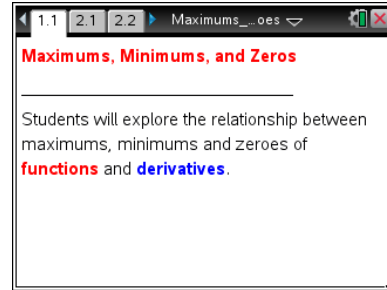 1.1 2.1 2.2 Maximums_…oes
Maximums, Minimums, and Zeros
Students will explore the relationship between
maximums, minimums and zeroes of
functions and derivatives.